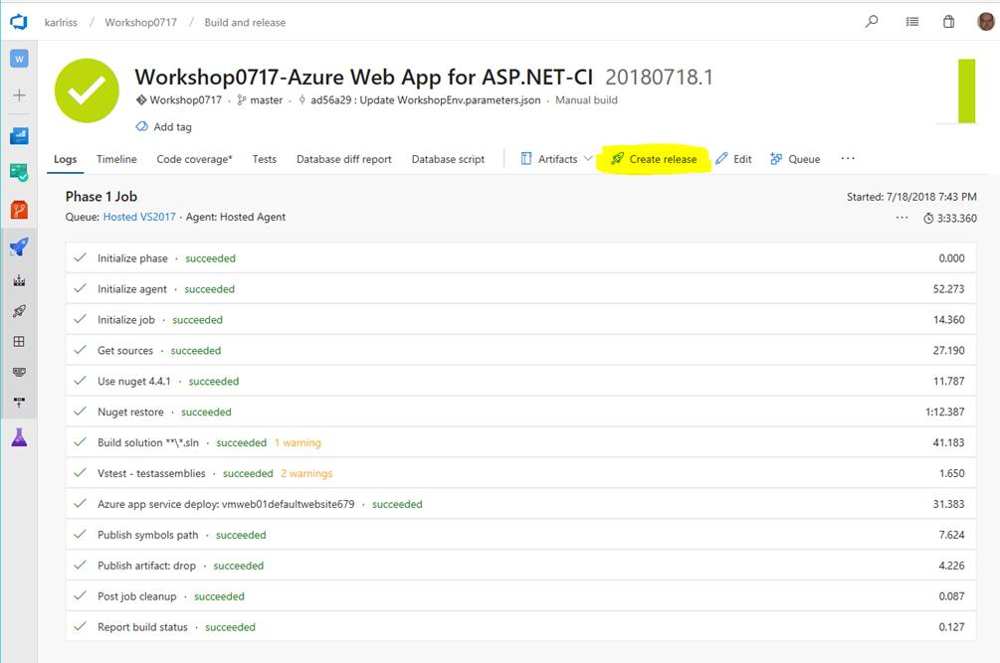 karlriss / Workshop0717 / Build and release
W
Workshop0717-Azure Web App for ASP.NET-CI 20180718.1
Workshop0717 · master · ad56a29 : Update WorkshopEnv.parameters.json · Manual build
Add tag
Logs Timeline Code coverage* Tests Database diff report Database script Artifacts Create release Edit Queue ...
Phase 1 Job Started: 7/18/2018 7:43 PM
Queue: Hosted VS2017 · Agent: Hosted Agent ... 3:33.360
Initialize phase · succeeded 0.000
Initialize agent · succeeded 52.273
Initialize job · succeeded 14.360
Get sources · succeeded 27.190
Use nuget 4.4.1 · succeeded 11.787
Nuget restore · succeeded 1:12.387
Build solution **\*.sln · succeeded 1 warning 41.183
Vstest - testassemblies · succeeded 2 warnings 1.650
Azure app service deploy: vmweb01defaultwebsite679 · succeeded 31.383
Publish symbols path · succeeded 7.624
Publish artifact: drop · succeeded 4.226
Post job cleanup · succeeded 0.087
Report build status · succeeded 0.127